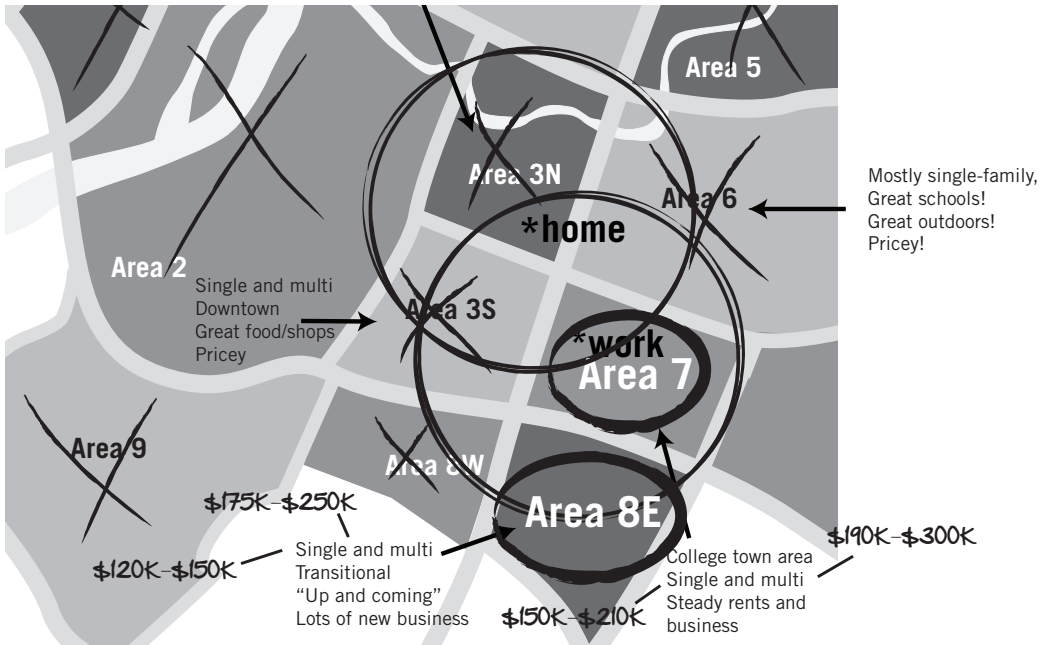 Area 5
Area 3N
Area 6
Mostly single-family,
Great schools!
Great outdoors!
Pricey!
*home
Area 2
Single and multi
Downtown
Great food/shops
Pricey
Area 3S
*work
Area 7
Area 9
Area 8W
$175K–$250K
Area 8E
$120K–$150K
Single and multi
Transitional
“Up and coming”
Lots of new business
$190K–$300K
College town area
Single and multi
Steady rents and
business
$150K–$210K